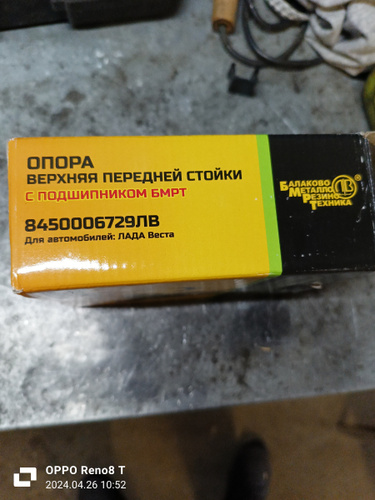 ОПОРА
ВЕРХНЯЯ ПЕРЕДНЕЙ СТОЙКИ
С ПОДШИПНИКОМ БМРТ
8450006729ЛВ
Для автомобилей: ЛАДА Веста
БАЛАКОВО
МЕТАЛЛО
РЕЗИНО
ТЕХНИКА
®
OPPO Reno8 T
2024.04.26 10:52